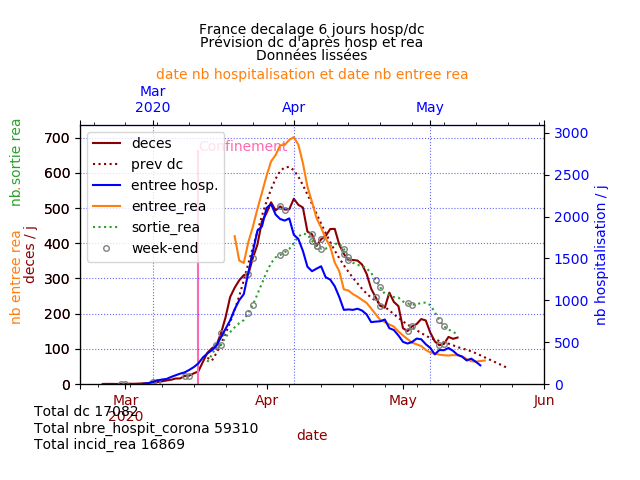 France decalage 6 jours hosp/dc
Prévision dc d'après hosp et rea
Données lissées
date nb hospitalisation et date nb entree rea
Mar
2020
Apr
May
700
600
500
400
300
200
100
0
3000
2500
2000
1500
1000
500
0
nb sortie rea
nb entree rea
deces / j
nb hospitalisation / j
deces
prev dc
entree hosp.
entree_rea
sortie_rea
week-end
Confinement
Mar
2020
Apr
May
Jun
date
Total dc 17082
Total nbre_hospit_corona 59310
Total incid_rea 16869